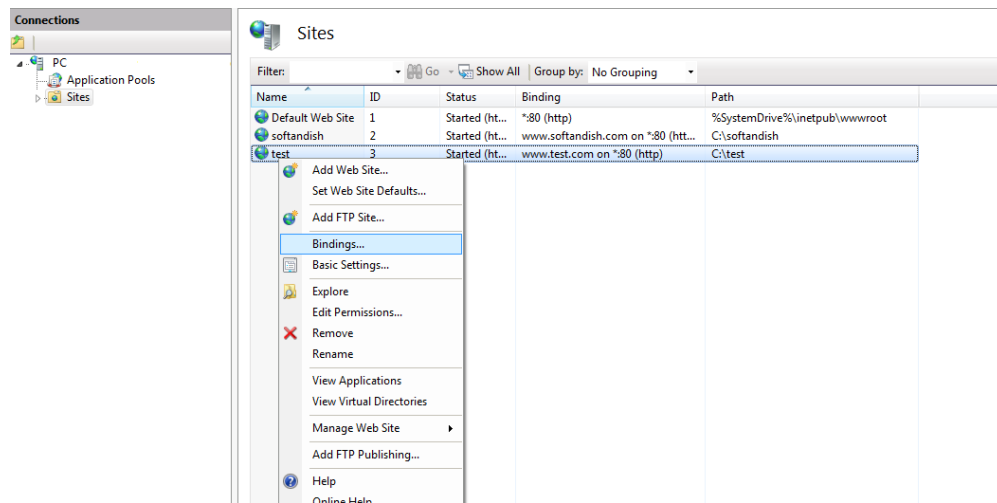 Connections
PC
Application Pools
Sites
Sites
Filter: Go Show All Group by: No Grouping
Name ID Status Binding Path
Default Web Site 1 Started (ht... *:80 (http) %SystemDrive%\inetpub\wwwroot
softandish 2 Started (ht... www.softandish.com on *:80 (htt... C:\softandish
test 3 Started (ht... www.test.com on *:80 (http) C:\test
Add Web Site...
Set Web Site Defaults...
Add FTP Site...
Bindings...
Basic Settings...
Explore
Edit Permissions...
Remove
Rename
View Applications
View Virtual Directories
Manage Web Site
Add FTP Publishing...
Help
Online Help